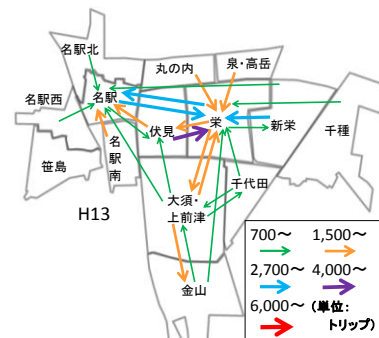 名駅北
丸の内
泉・高岳
名駅
名駅西
栄
新栄
千種
伏見
笹島
名駅南
千代田
大須・
上前津
H13
金山
700～
1,500～
2,700～
4,000～
6,000～
(単位:
トリップ)